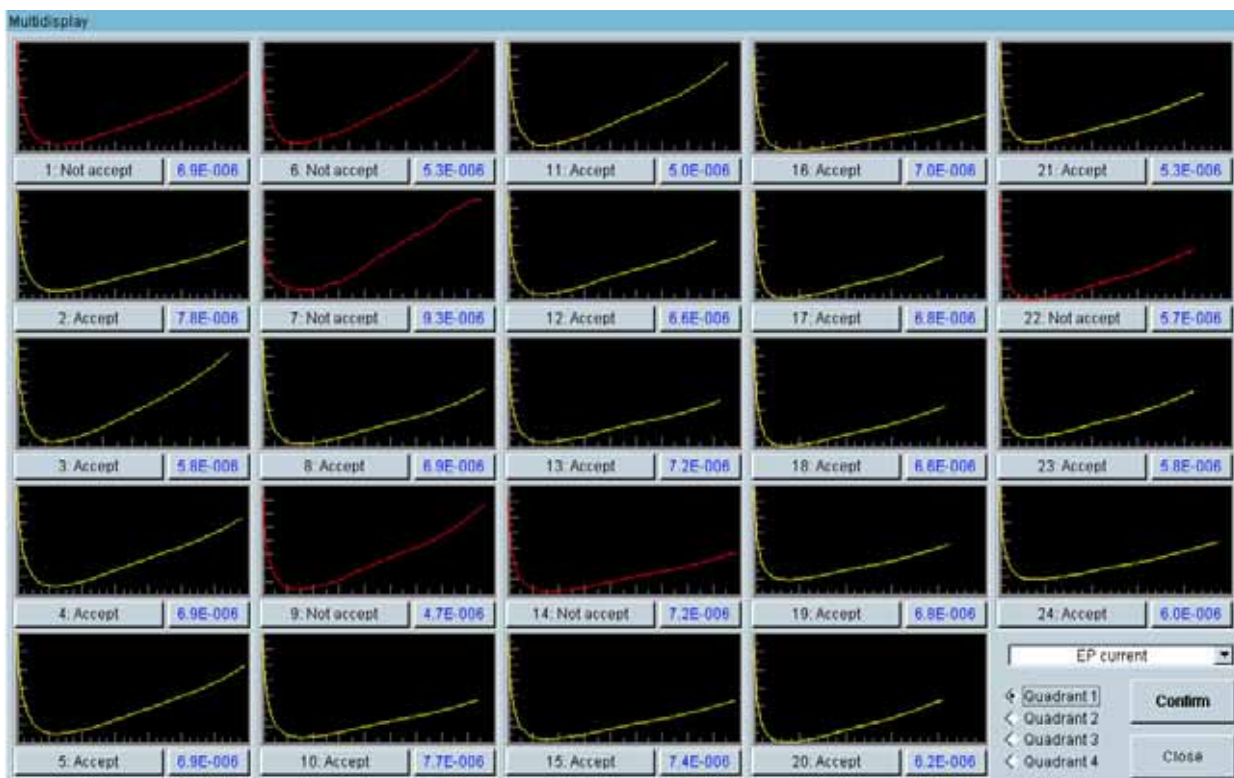 Multidisplay
1: Not accept 6.9E-006 6: Not accept 5.3E-006 11: Accept 5.0E-006 16: Accept 7.0E-006 21: Accept 5.3E-006
2: Accept 7.8E-006 7: Not accept 9.3E-006 12: Accept 6.6E-006 17: Accept 6.8E-006 22: Not accept 5.7E-006
3: Accept 5.8E-006 8: Accept 6.9E-006 13: Accept 7.2E-006 18: Accept 6.6E-006 23: Accept 5.8E-006
4: Accept 6.9E-006 9: Not accept 4.7E-006 14: Not accept 7.2E-006 19: Accept 6.8E-006 24: Accept 6.0E-006
EP current
Quadrant 1 Confirm
Quadrant 2
Quadrant 3
Quadrant 4 Close
5: Accept 6.9E-006 10: Accept 7.7E-006 15: Accept 7.4E-006 20: Accept 6.2E-006